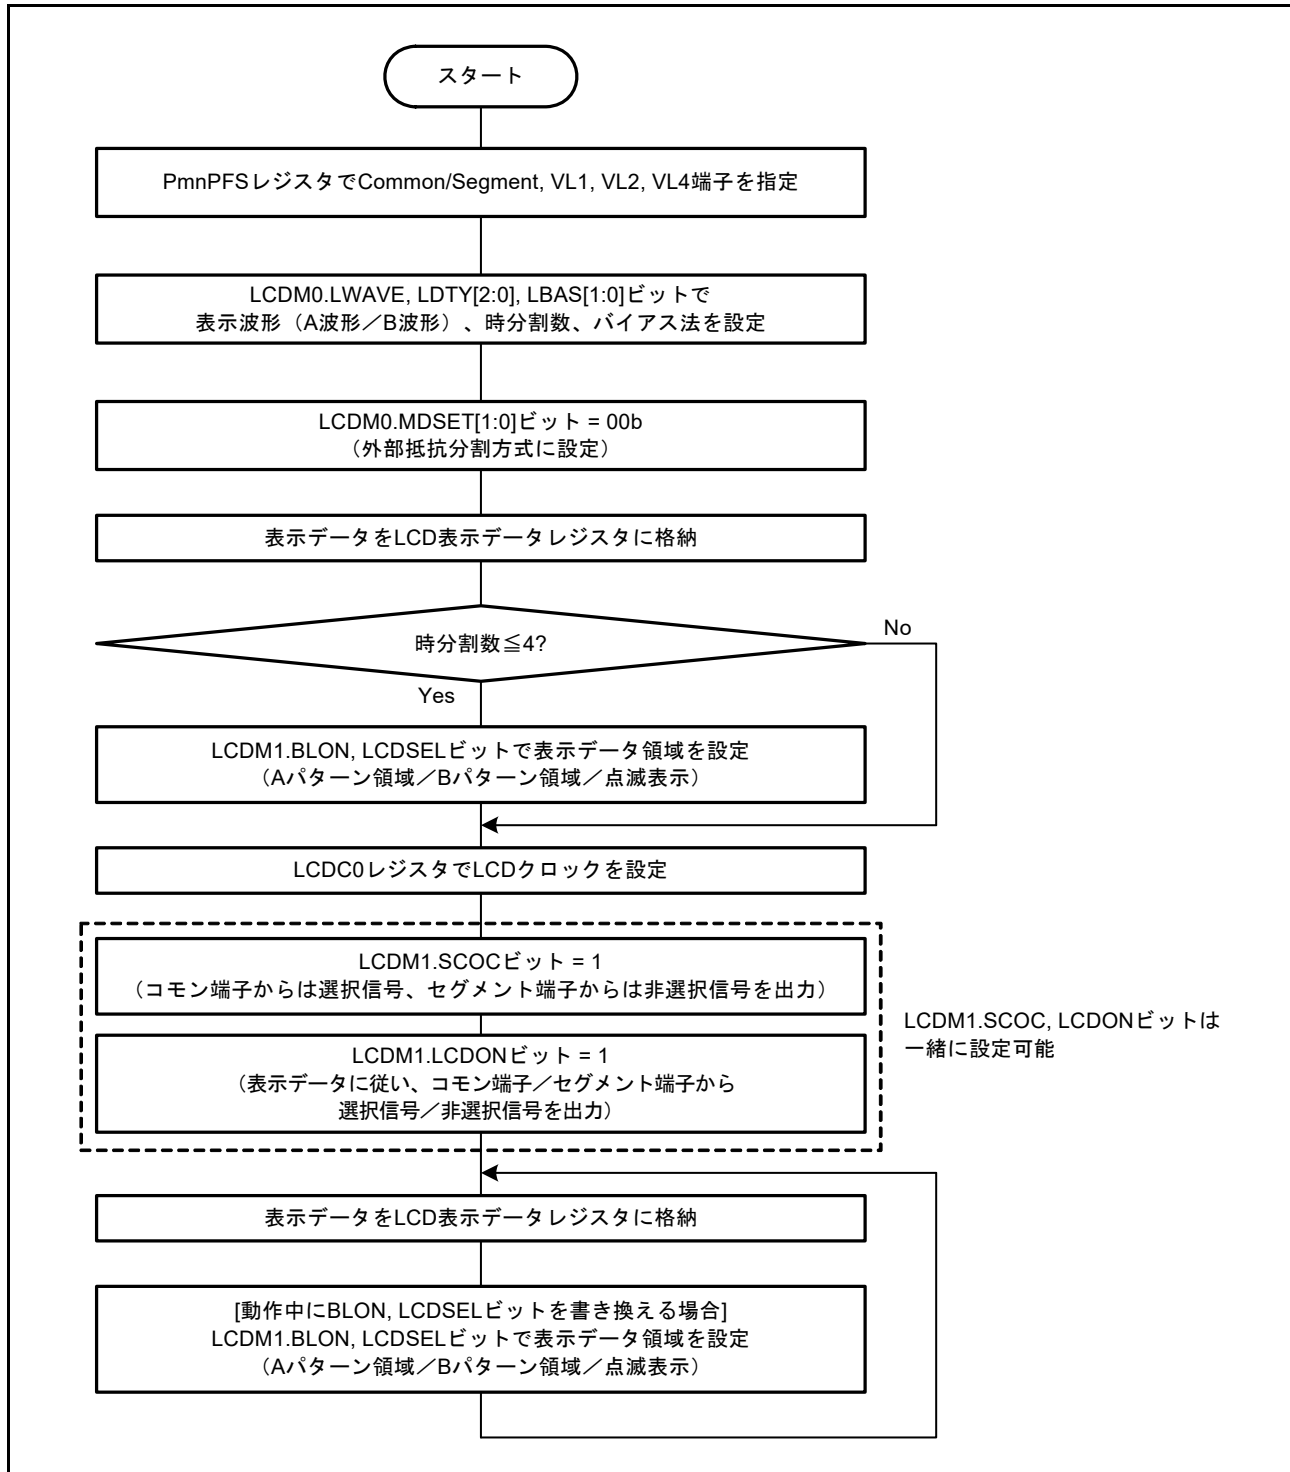 スタート
PmnPFSレジスタでCommon/Segment, VL1, VL2, VL4端子を指定
LCDM0.LWAVE, LDTY[2:0], LBAS[1:0]ビットで
表示波形（A波形／B波形）、時分割数、バイアス法を設定
LCDM0.MDSET[1:0]ビット = 00b
（外部抵抗分割方式に設定）
表示データをLCD表示データレジスタに格納
時分割数≦4?
No
Yes
LCDM1.BLON, LCDSELビットで表示データ領域を設定
（Aパターン領域／Bパターン領域／点滅表示）
LCDC0レジスタでLCDクロックを設定
LCDM1.SCOCビット = 1
（コモン端子からは選択信号、セグメント端子からは非選択信号を出力）
LCDM1.LCDONビット = 1
（表示データに従い、コモン端子／セグメント端子から
選択信号／非選択信号を出力）
LCDM1.SCOC, LCDONビットは
一緒に設定可能
表示データをLCD表示データレジスタに格納
[動作中にBLON, LCDSELビットを書き換える場合]
LCDM1.BLON, LCDSELビットで表示データ領域を設定
（Aパターン領域／Bパターン領域／点滅表示）